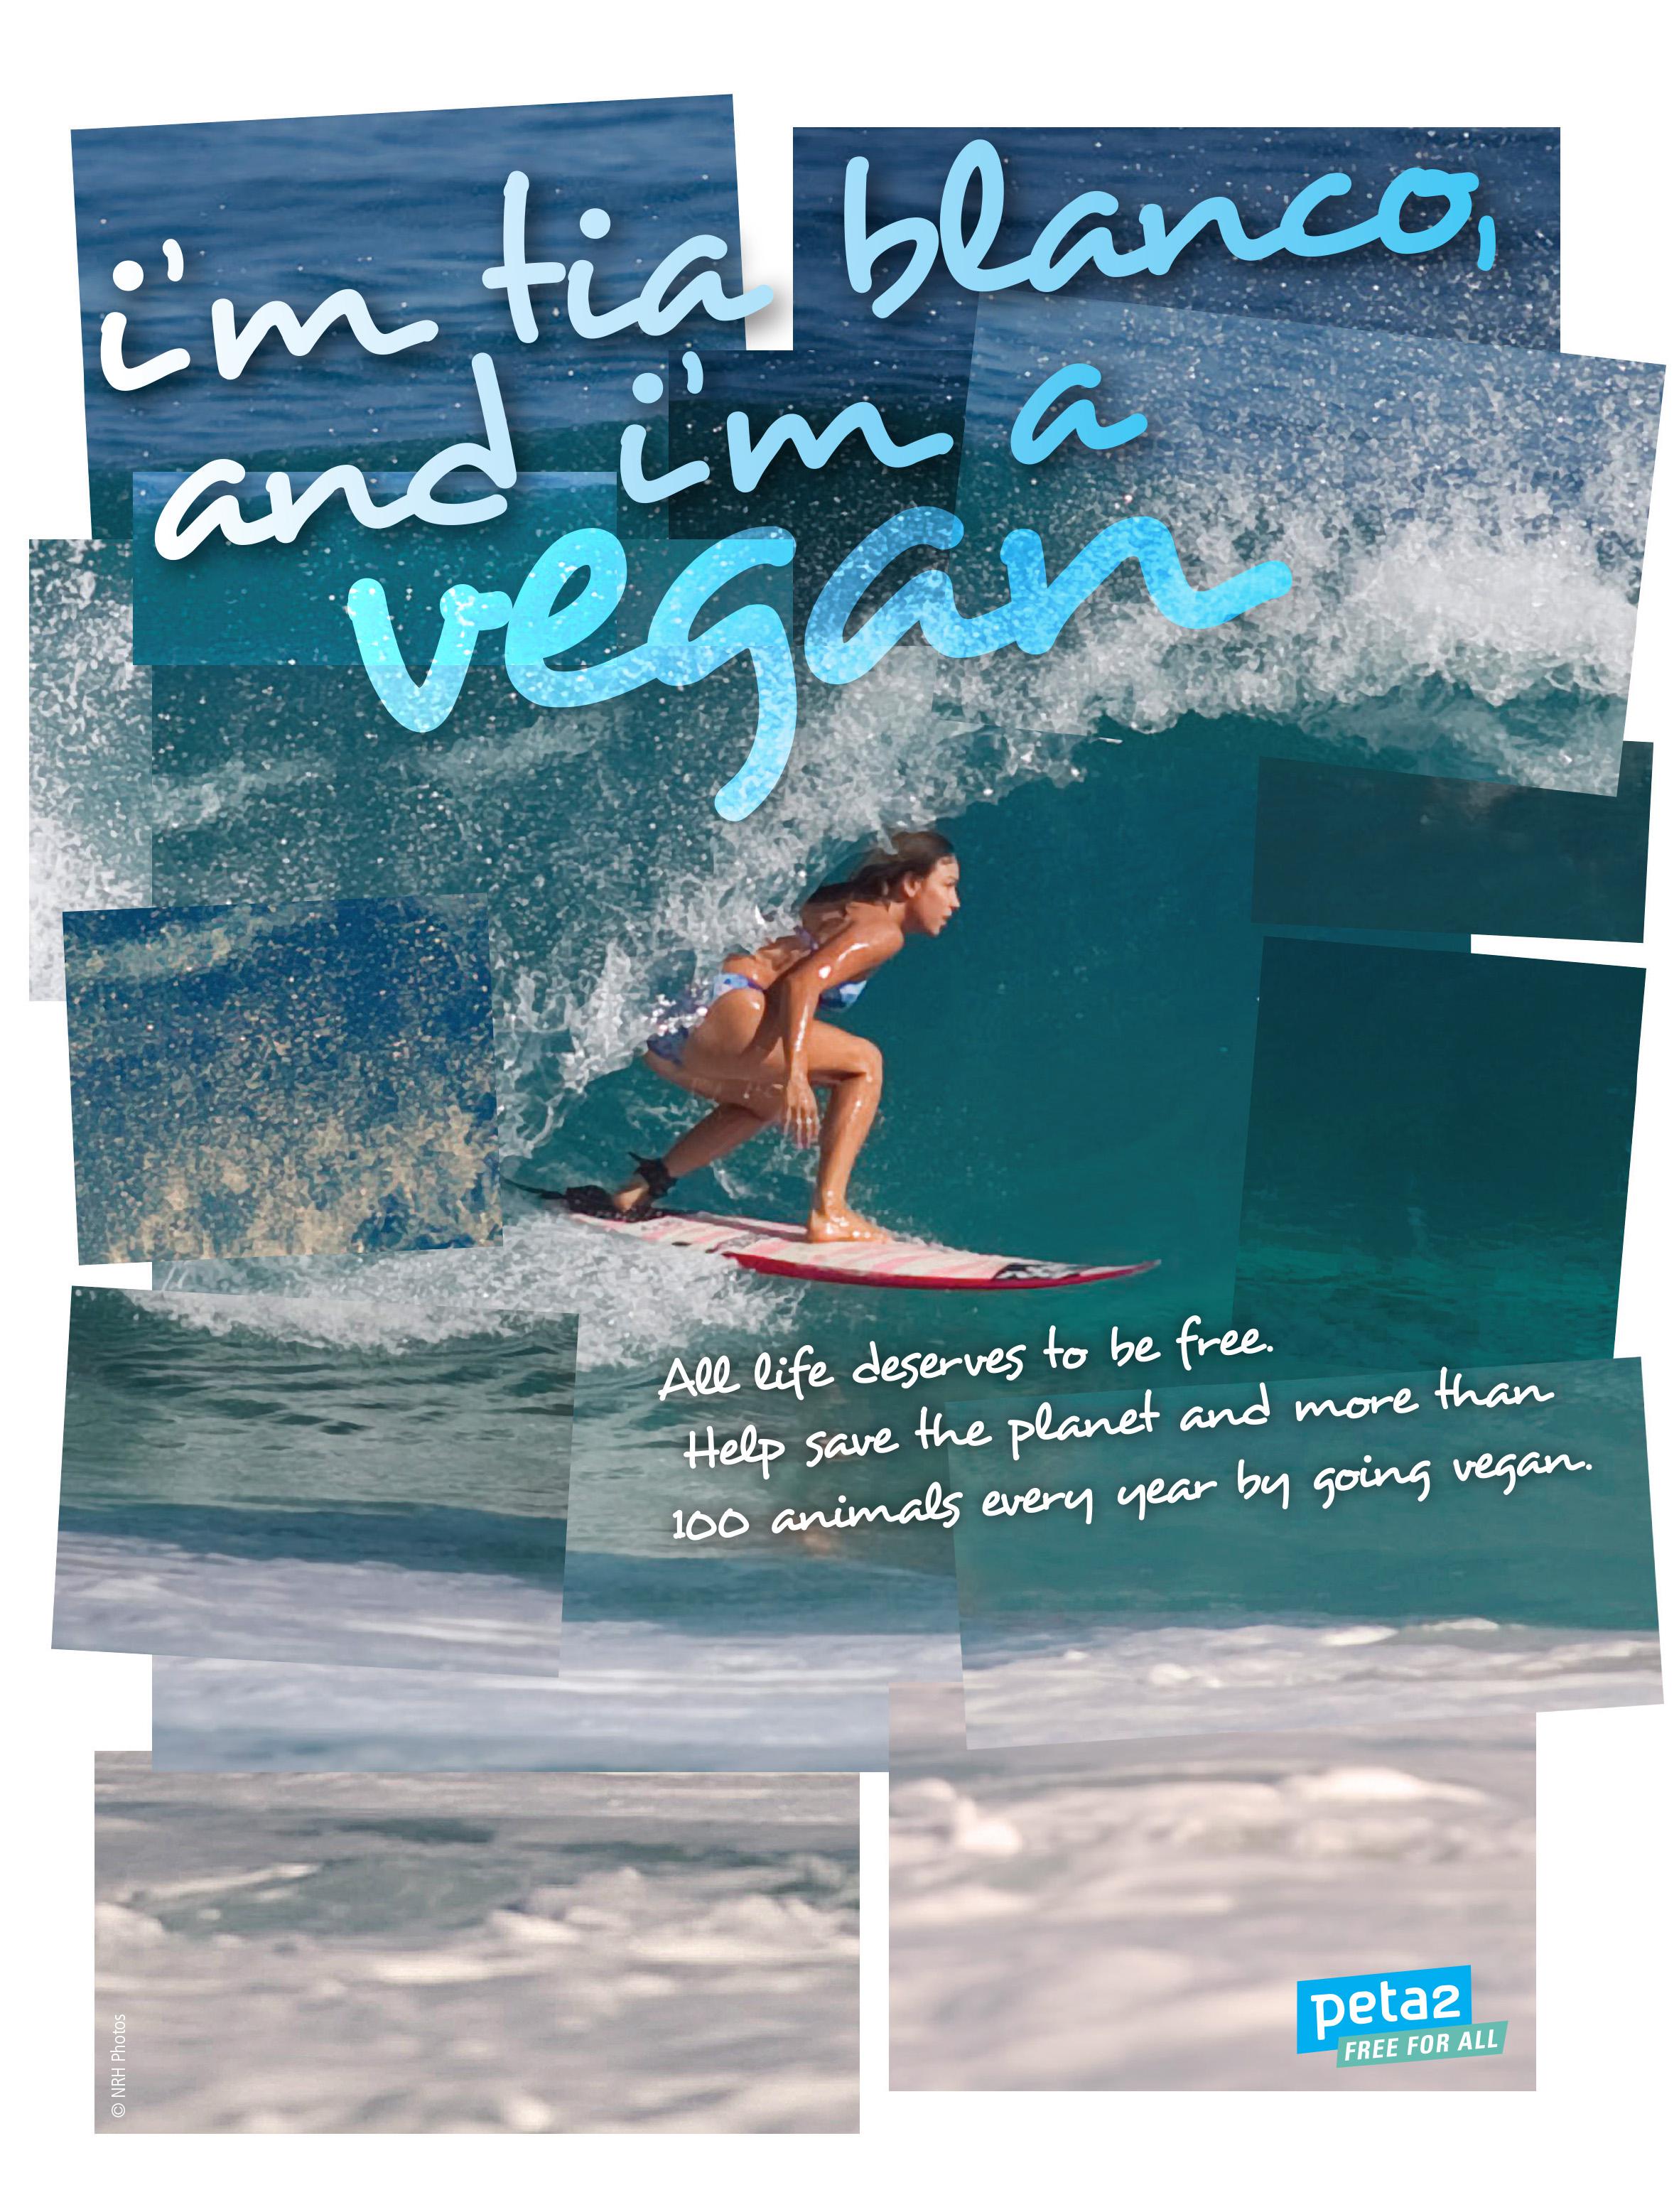 i'm tia blanco,
and i'm a
vegan
All life deserves to be free.
Help save the planet and more than
100 animals every year by going vegan.
peta2
FREE FOR ALL
© NRH Photos